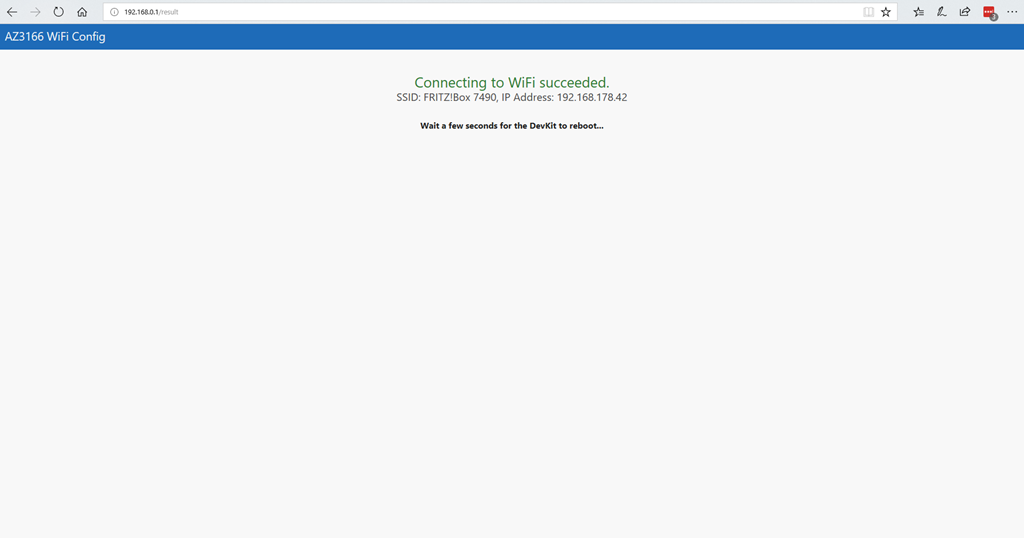 192.168.0.1/result
AZ3166 WiFi Config
Connecting to WiFi succeeded.
SSID: FRITZ!Box 7490, IP Address: 192.168.178.42
Wait a few seconds for the DevKit to reboot...